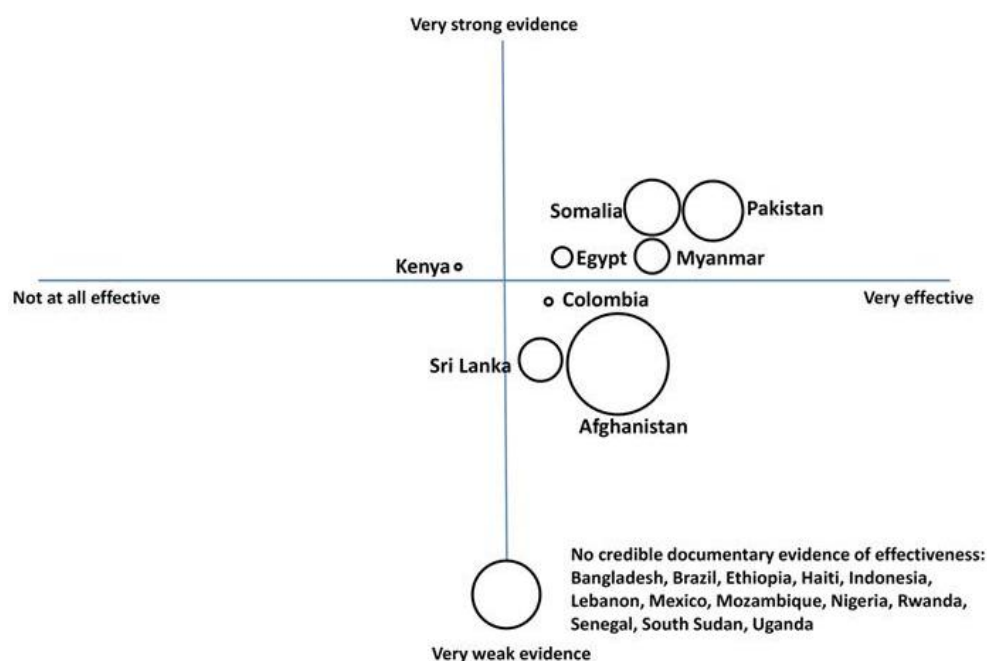 Very strong evidence
Somalia
Pakistan
Egypt
Myanmar
Kenya
Not at all effective
Very effective
Colombia
Sri Lanka
Afghanistan
No credible documentary evidence of effectiveness:
Bangladesh, Brazil, Ethiopia, Haiti, Indonesia,
Lebanon, Mexico, Mozambique, Nigeria, Rwanda,
Senegal, South Sudan, Uganda
Very weak evidence